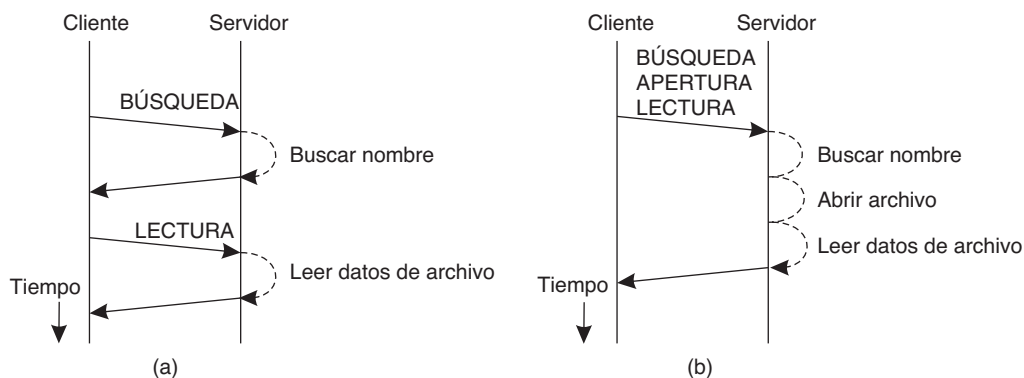 Cliente Servidor
BÚSQUEDA
Buscar nombre
LECTURA
Leer datos de archivo
Tiempo
(a)
Cliente Servidor
BÚSQUEDA
APERTURA
LECTURA
Buscar nombre
Abrir archivo
Leer datos de archivo
Tiempo
(b)